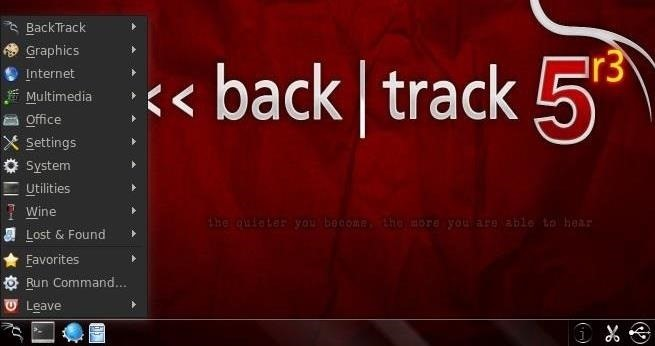 BackTrack
Graphics
Internet
Multimedia
Office
Settings
System
Utilities
Wine
Lost & Found
Favorites
Run Command...
Leave
<< back | track 5 r3
the quieter you become, the more you are able to hear